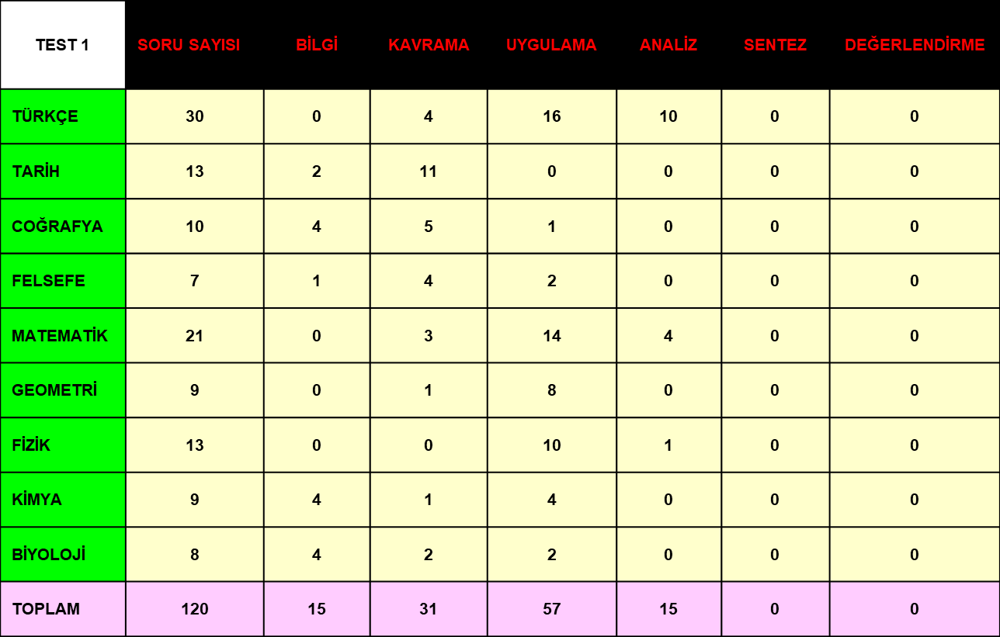 TEST 1 SORU SAYISI BİLGİ KAVRAMA UYGULAMA ANALİZ SENTEZ DEĞERLENDİRME
TÜRKÇE 30 0 4 16 10 0 0
TARİH 13 2 11 0 0 0 0
COĞRAFYA 10 4 5 1 0 0 0
FELSEFE 7 1 4 2 0 0 0
MATEMATİK 21 0 3 14 4 0 0
GEOMETRİ 9 0 1 8 0 0 0
FİZİK 13 0 0 10 1 0 0
KİMYA 9 4 1 4 0 0 0
BİYOLOJİ 8 4 2 2 0 0 0
TOPLAM 120 15 31 57 15 0 0